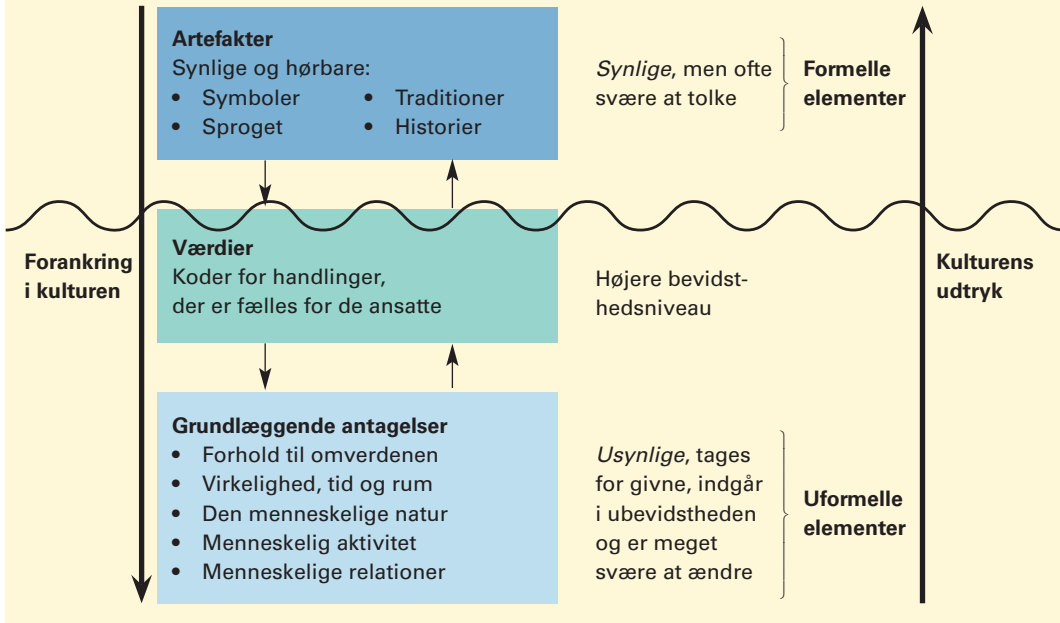 Artefakter
Synlige og hørbare:
• Symboler
• Traditioner
• Sproget
• Historier
Synlige, men ofte
svære at tolke
Formelle
elementer
Forankring
i kulturen
Værdier
Koder for handlinger,
der er fælles for de ansatte
Højere bevidst-
hedsniveau
Kulturens
udtryk
Grundlæggende antagelser
• Forhold til omverdenen
• Virkelighed, tid og rum
• Den menneskelige natur
• Menneskelig aktivitet
• Menneskelige relationer
Usynlige, tages
for givne, indgår
i ubevidstheden
og er meget
svære at ændre
Uformelle
elementer